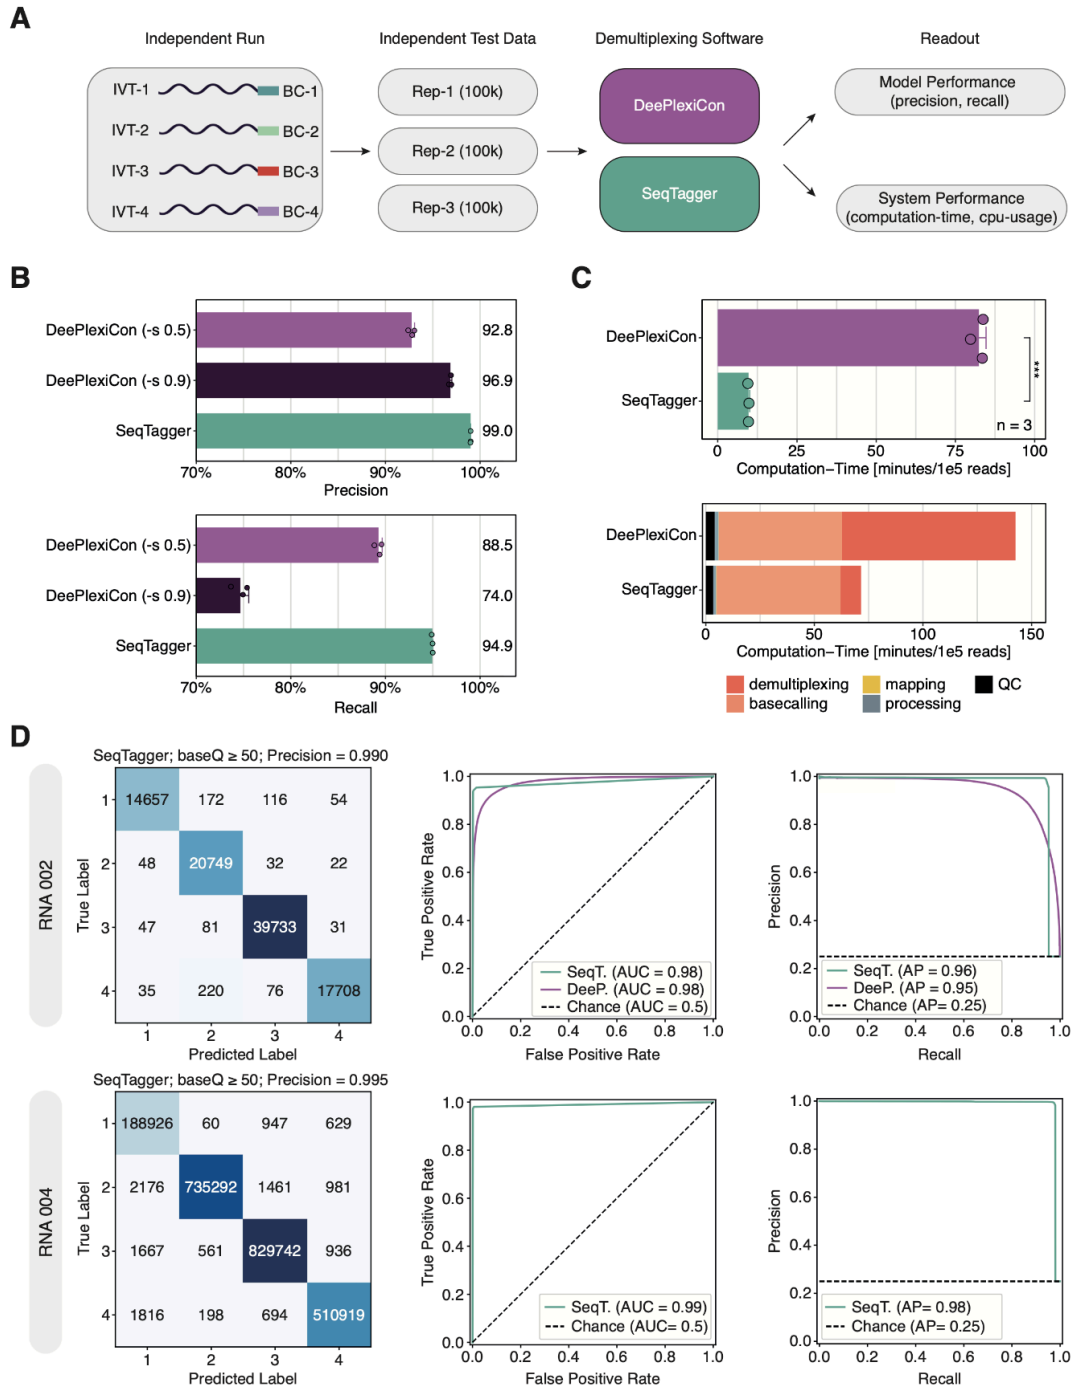 A
Independent Run
Independent Test Data
Demultiplexing Software
Readout
IVT-1
BC-1
IVT-2
BC-2
IVT-3
BC-3
IVT-4
BC-4
Rep-1 (100k)
Rep-2 (100k)
Rep-3 (100k)
DeePlexiCon
SeqTagger
Model Performance
(precision, recall)
System Performance
(computation-time, cpu-usage)
B
DeePlexiCon (-s 0.5)
92.8
DeePlexiCon (-s 0.9)
96.9
SeqTagger
99.0
70% 80% 90% 100%
Precision
DeePlexiCon (-s 0.5)
88.5
DeePlexiCon (-s 0.9)
74.0
SeqTagger
94.9
70% 80% 90% 100%
Recall
C
DeePlexiCon
SeqTagger
***
n = 3
0 25 50 75 100
Computation-Time [minutes/1e5 reads]
DeePlexiCon
SeqTagger
0 50 100 150
Computation-Time [minutes/1e5 reads]
demultiplexing
mapping
QC
basecalling
processing
D
RNA 002
SeqTagger; baseQ ≥ 50; Precision = 0.990
True Label
1 14657 172 116 54
2 48 20749 32 22
3 47 81 39733 31
4 35 220 76 17708
1 2 3 4
Predicted Label
True Positive Rate
1.0
0.8
0.6
0.4
0.2
0.0
SeqT. (AUC = 0.98)
DeeP. (AUC = 0.98)
Chance (AUC = 0.5)
0.0 0.2 0.4 0.6 0.8 1.0
False Positive Rate
Precision
1.0
0.8
0.6
0.4
0.2
0.0
SeqT. (AP = 0.96)
DeeP. (AP = 0.95)
Chance (AP= 0.25)
0.0 0.2 0.4 0.6 0.8 1.0
Recall
RNA 004
SeqTagger; baseQ ≥ 50; Precision = 0.995
True Label
1 188926 60 947 629
2 2176 735292 1461 981
3 1667 561 829742 936
4 1816 198 694 510919
1 2 3 4
Predicted Label
True Positive Rate
1.0
0.8
0.6
0.4
0.2
0.0
SeqT. (AUC = 0.99)
Chance (AUC= 0.5)
0.0 0.2 0.4 0.6 0.8 1.0
False Positive Rate
Precision
1.0
0.8
0.6
0.4
0.2
0.0
SeqT. (AP= 0.98)
Chance (AP= 0.25)
0.0 0.2 0.4 0.6 0.8 1.0
Recall